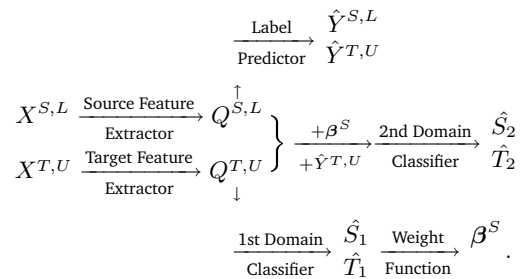 Label
Predictor
Ŷ^{S,L}
Ŷ^{T,U}
↑
X^{S,L} Source Feature Extractor → Q^{S,L}
X^{T,U} Target Feature Extractor → Q^{T,U}
} +β^S +Ŷ^{T,U} → 2nd Domain Classifier → Ŝ_2 T̂_2
↓
1st Domain Classifier → Ŝ_1 T̂_1 Weight Function → β^S .